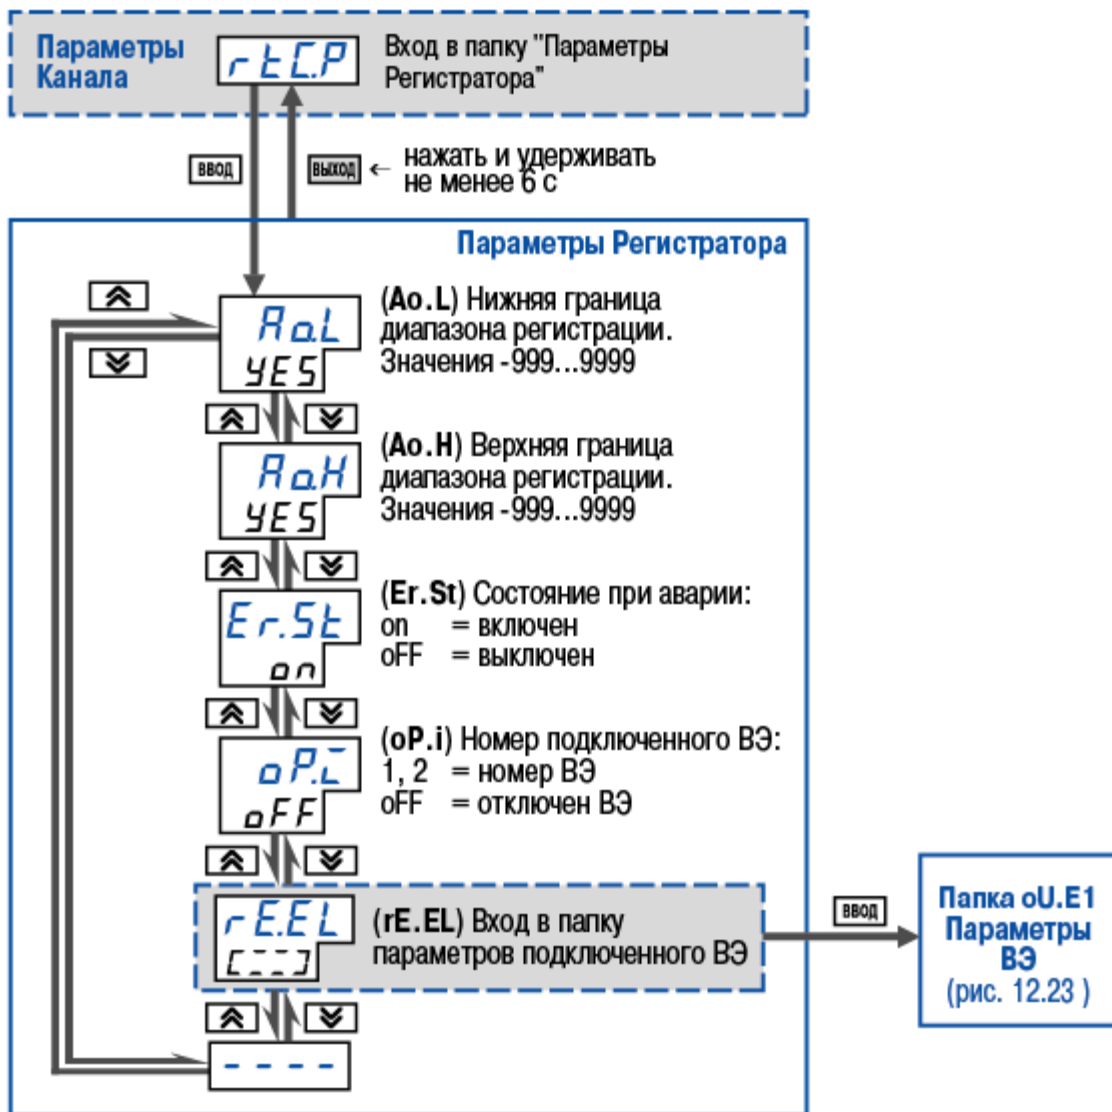 Параметры
Канала
rtC.P
Вход в папку "Параметры
Регистратора"
ВВОД
ВЫХОД
← нажать и удерживать
не менее 6 с
Параметры Регистратора
Ao.L
YES
(Ao.L) Нижняя граница
диапазона регистрации.
Значения -999...9999
Ao.H
YES
(Ao.H) Верхняя граница
диапазона регистрации.
Значения -999...9999
Er.St
on
(Er.St) Состояние при аварии:
on = включен
oFF = выключен
oP.i
oFF
(oP.i) Номер подключенного ВЭ:
1, 2 = номер ВЭ
oFF = отключен ВЭ
rE.EL
[---]
(rE.EL) Вход в папку
параметров подключенного ВЭ
ВВОД
Папка oU.E1
Параметры
ВЭ
(рис. 12.23 )
- - - -